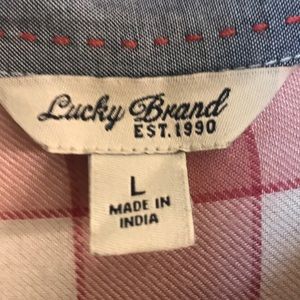 Lucky Brand
EST. 1990
L
MADE IN
INDIA